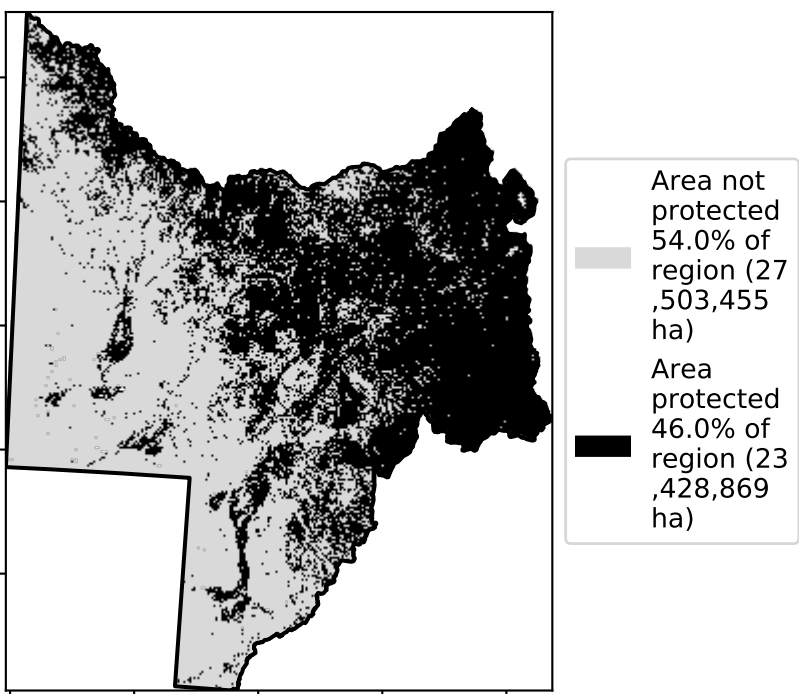 Area not
protected
54.0% of
region (27
,503,455
ha)
Area
protected
46.0% of
region (23
,428,869
ha)